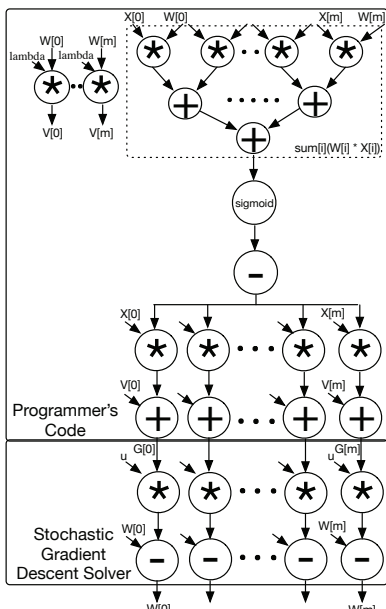 X[0] W[0] X[m] W[m]
W[0] W[m]
lambda lambda
* * * *
* *
+ +
V[0] V[m]
+
sum[i](W[i] * X[i])
sigmoid
-
X[0] X[m]
* * * *
V[0] V[m]
+ + + +
Programmer's
Code
G[0] G[m]
u u
* * * *
W[0] W[m]
Stochastic
Gradient
Descent Solver
- - - -
W[0] W[m]